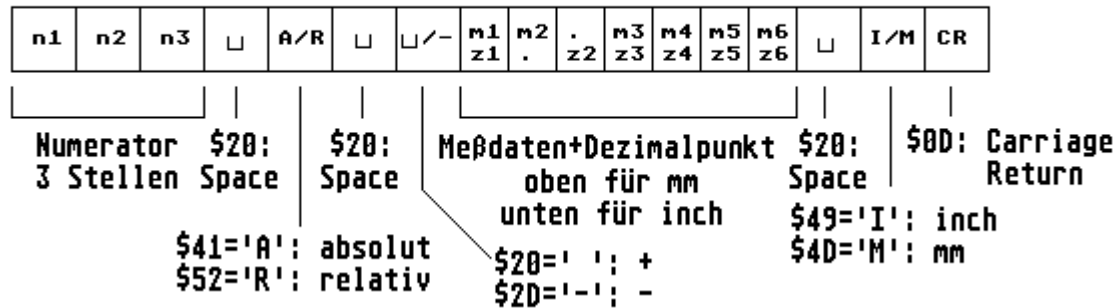 n1 n2 n3 ␣ A/R ␣ ␣/- m1 m2 . m3 m4 m5 m6 ␣ I/M CR
z1 . z2 z3 z4 z5 z6
Numerator $20: $20: Meßdaten+Dezimalpunkt $20: $0D: Carriage
3 Stellen Space Space oben für mm Space Return
unten für inch $49='I': inch
$41='A': absolut $20=' ': + $4D='M': mm
$52='R': relativ $2D='-': -